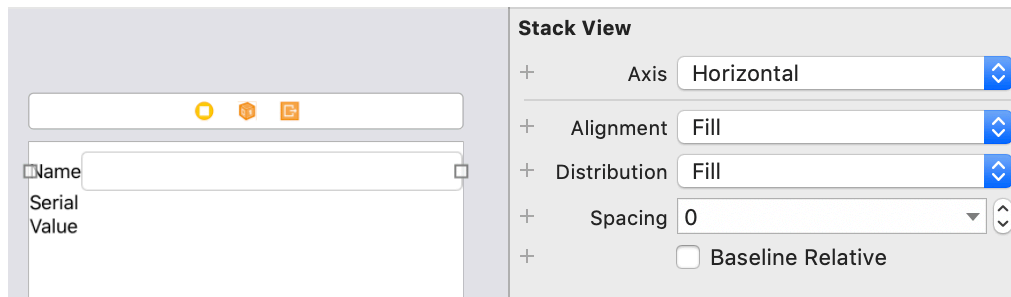 Stack View
Axis Horizontal
Alignment Fill
Distribution Fill
Spacing 0
Baseline Relative
Name
Serial
Value